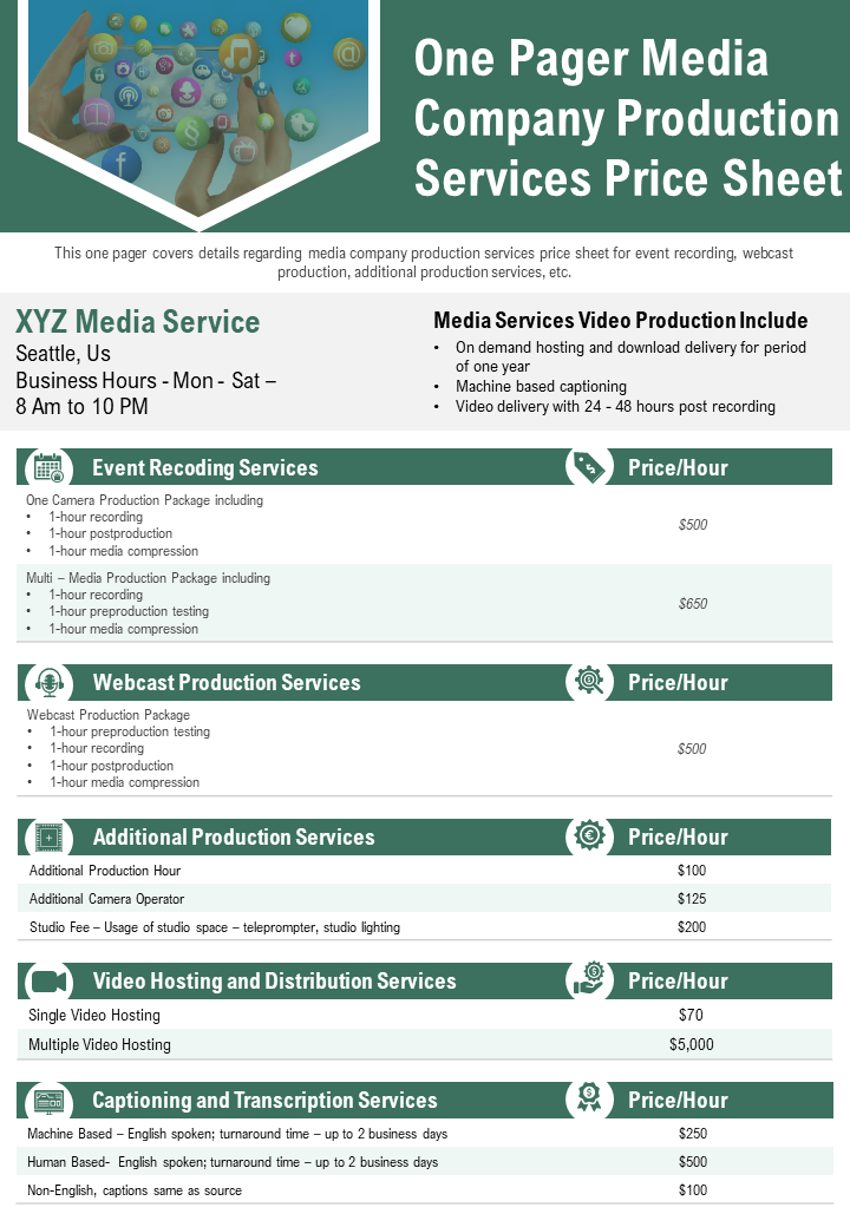 One Pager Media
Company Production
Services Price Sheet
This one pager covers details regarding media company production services price sheet for event recording, webcast
production, additional production services, etc.
XYZ Media Service
Seattle, Us
Business Hours - Mon - Sat –
8 Am to 10 PM
Media Services Video Production Include
• On demand hosting and download delivery for period
of one year
• Machine based captioning
• Video delivery with 24 - 48 hours post recording
Event Recoding Services Price/Hour
One Camera Production Package including
• 1-hour recording
• 1-hour postproduction
• 1-hour media compression
$500
Multi – Media Production Package including
• 1-hour recording
• 1-hour preproduction testing
• 1-hour media compression
$650
Webcast Production Services Price/Hour
Webcast Production Package
• 1-hour preproduction testing
• 1-hour recording
• 1-hour postproduction
• 1-hour media compression
$500
Additional Production Services Price/Hour
Additional Production Hour $100
Additional Camera Operator $125
Studio Fee – Usage of studio space – teleprompter, studio lighting $200
Video Hosting and Distribution Services Price/Hour
Single Video Hosting $70
Multiple Video Hosting $5,000
Captioning and Transcription Services Price/Hour
Machine Based – English spoken; turnaround time – up to 2 business days $250
Human Based- English spoken; turnaround time – up to 2 business days $500
Non-English, captions same as source $100